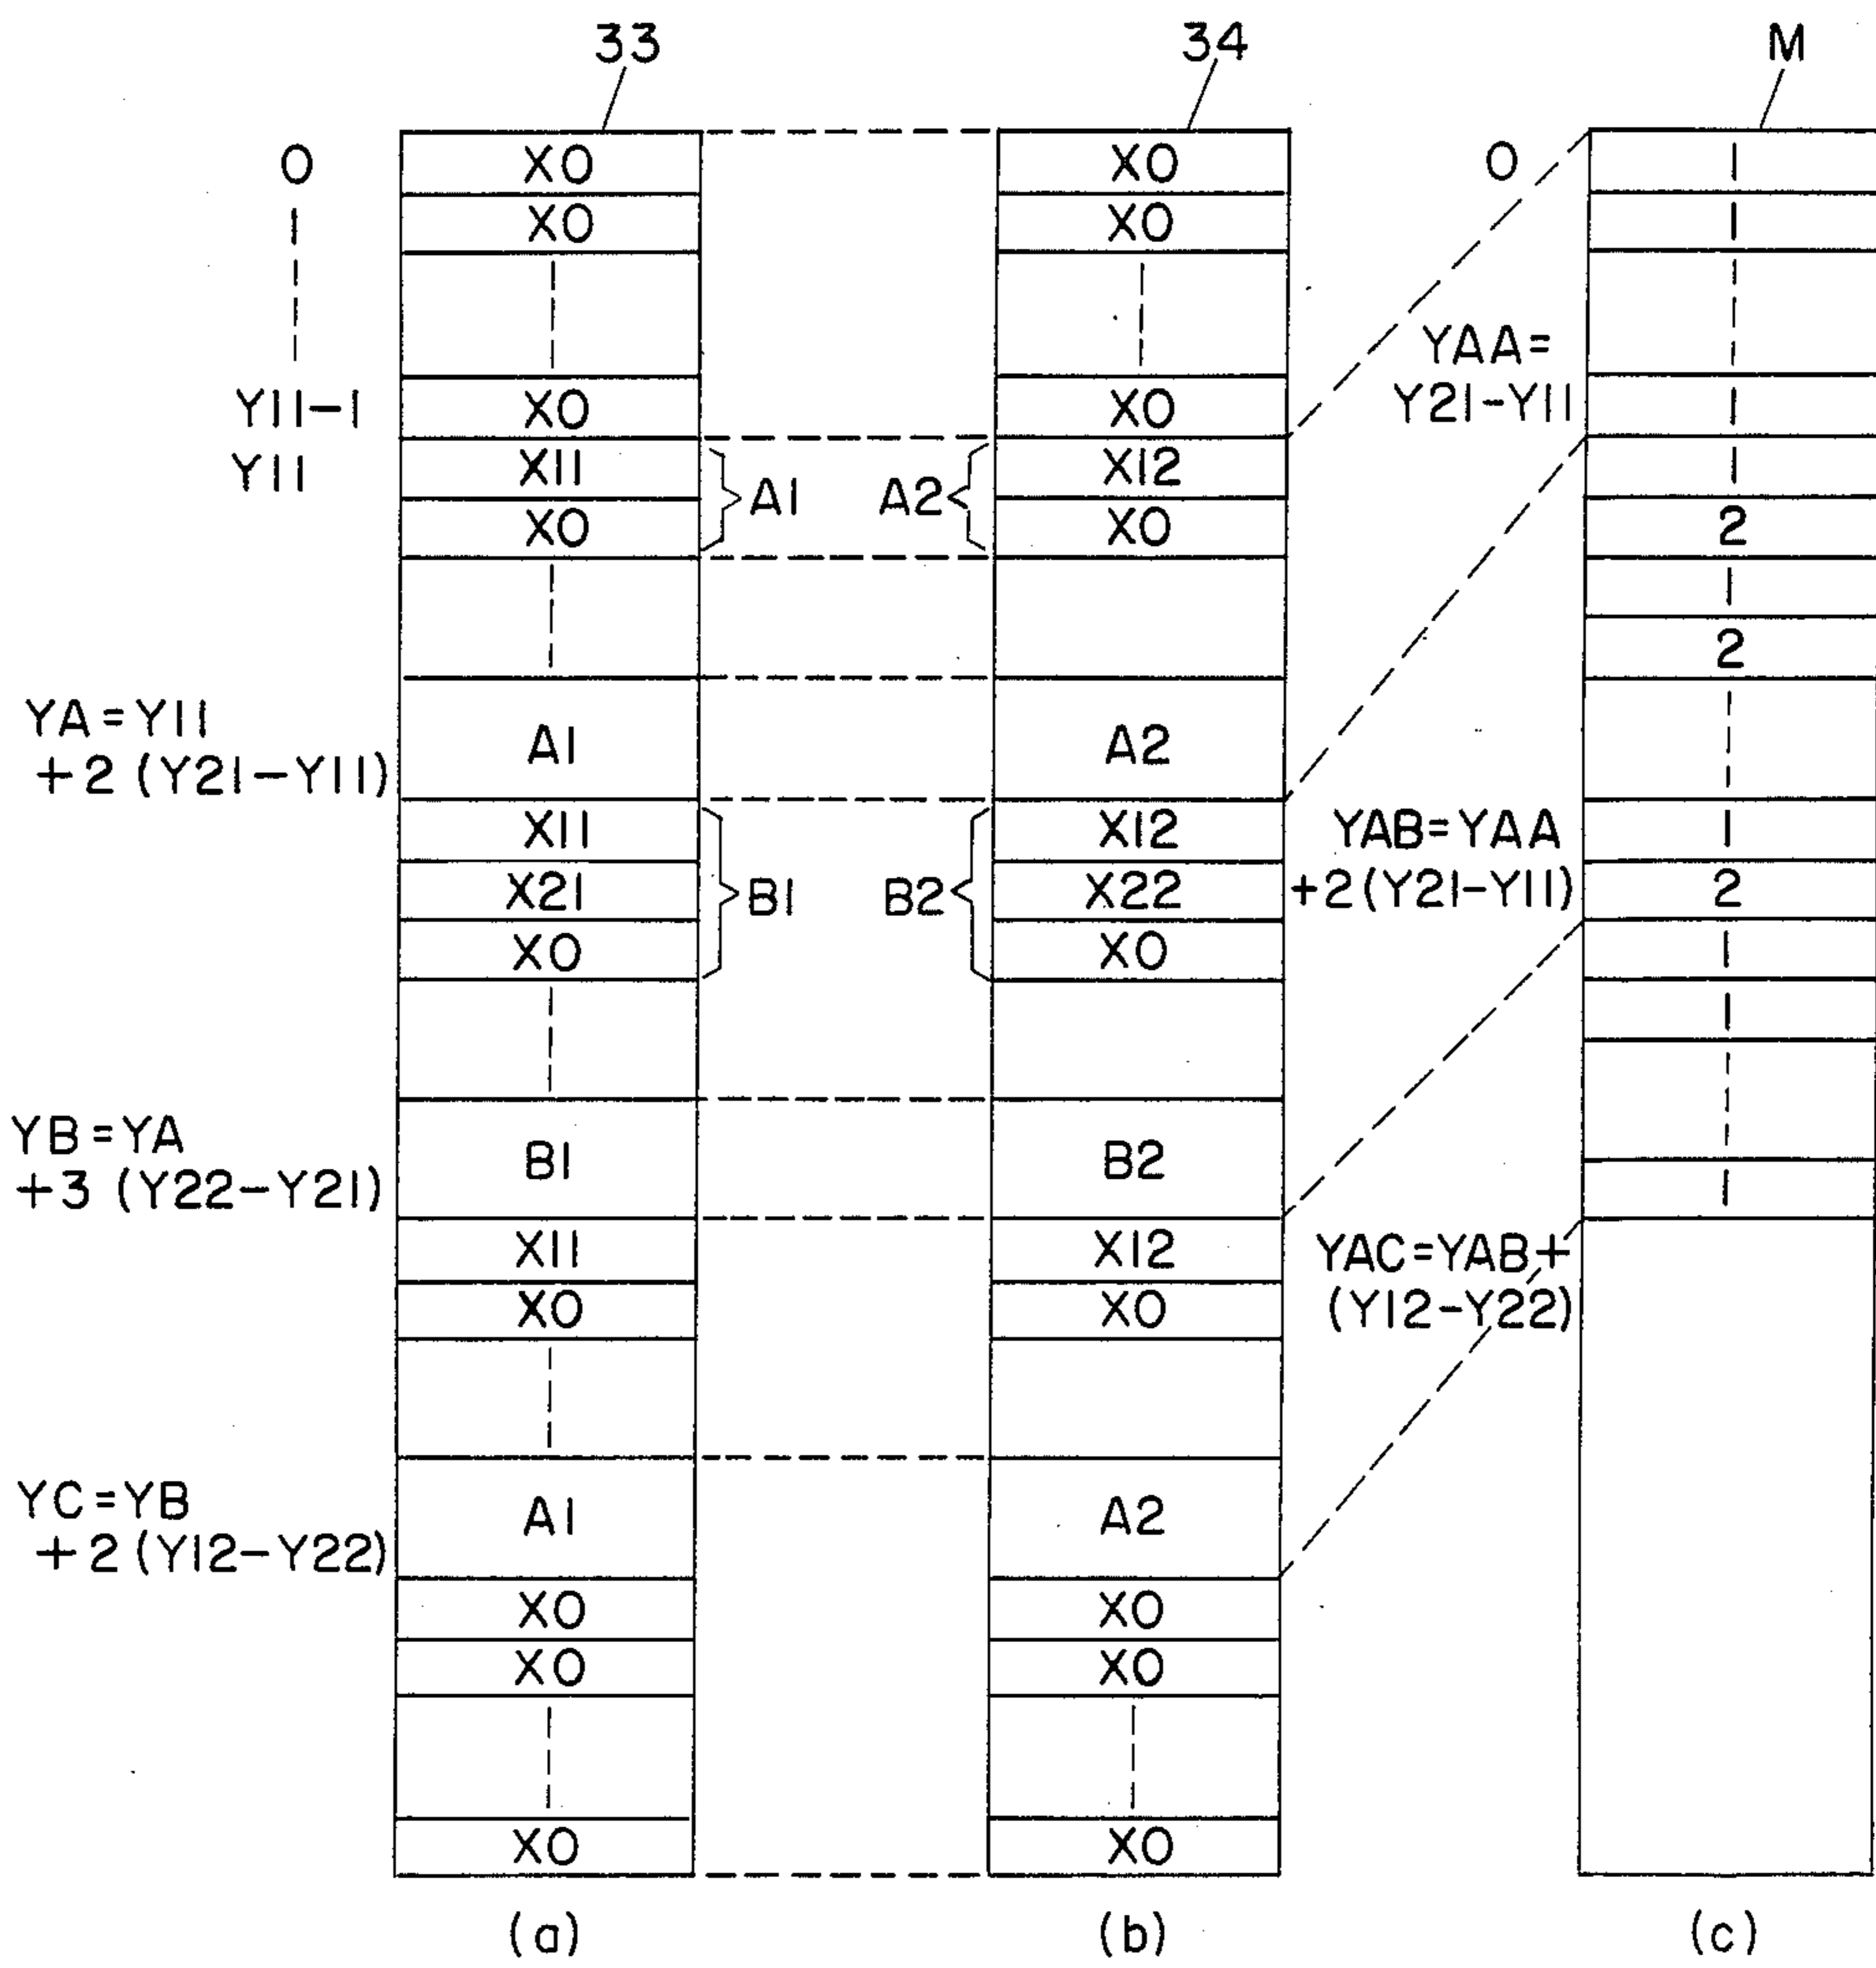 33 34 M
0 X0 X0 0 1
X0 X0 1
YAA=
Y11-1 X0 X0 Y21-Y11 1
Y11 X11 X12 1
A1 A2
X0 X0 2
1
2
YA=Y11
+2 (Y21-Y11) A1 A2
X11 X12 YAB=YAA 1
X21 B1 B2 X22 +2(Y21-Y11) 2
X0 X0 1
1
YB=YA
+3 (Y22-Y21) B1 B2 1
X11 X12 YAC=YAB+
X0 X0 (Y12-Y22)
YC=YB
+2(Y12-Y22) A1 A2
X0 X0
X0 X0
X0 X0
(a) (b) (c)